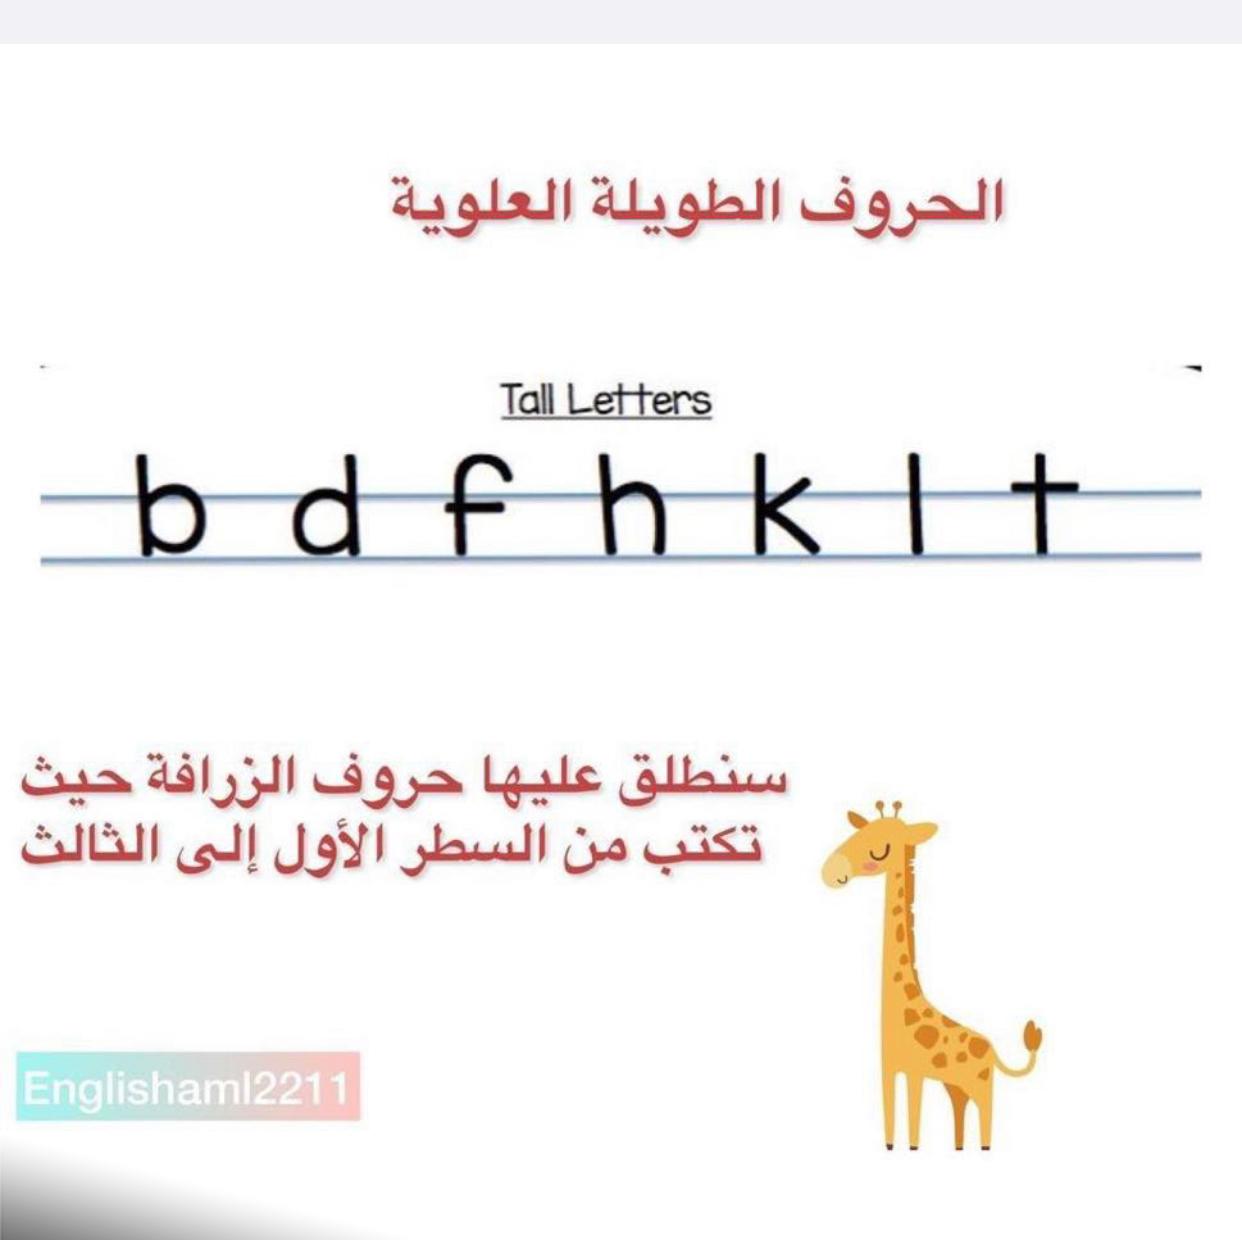 الحروف الطويلة العلوية
Tall Letters
b d f h k l t
سنطلق عليها حروف الزرافة حيث
تكتب من السطر الأول إلى الثالث
Englishaml2211